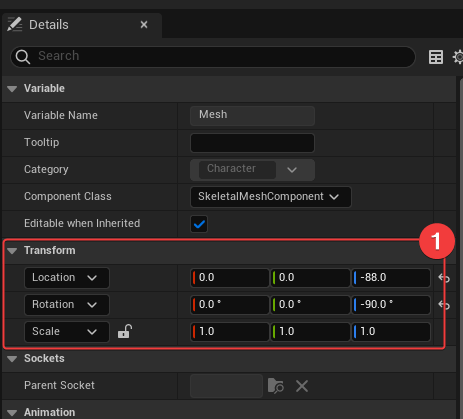 Details
Search
Variable
Variable Name Mesh
Tooltip
Category Character
Component Class SkeletalMeshComponent
Editable when Inherited
1
Transform
Location 0.0 0.0 -88.0
Rotation 0.0 ° 0.0 ° -90.0 °
Scale 1.0 1.0 1.0
Sockets
Parent Socket
Animation